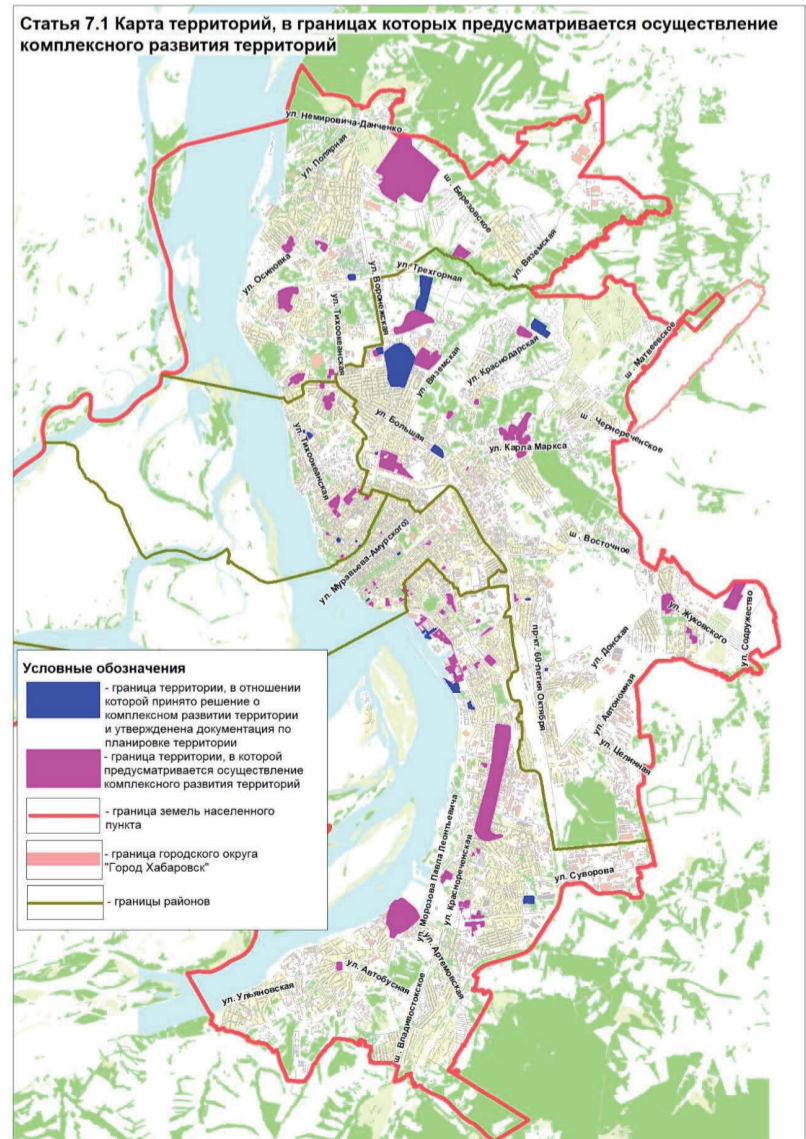 Статья 7.1 Карта территорий, в границах которых предусматривается осуществление
комплексного развития территорий
ул. Немировича-Данченко
ул. Полярная
ш. Березовское
ул. Вяземская
ул. Трехгорная
ул. Осиповка
ул. Воронежская
ул. Тихоокеанская
ул. Вяземская
ул. Краснодарская
ш. Матвеевское
ул. Большая
ш. Чернореченское
ул. Карла Маркса
ул. Тихоокеанская
ш. Восточное
ул. Муравьева-Амурского)
ул. Жуковского
ул. Содружество
ул. Донская
пр-кт. 60-летия Октября
ул. Автономная
ул. Целинная
Условные обозначения
- граница территории, в отношении
которой принято решение о
комплексном развитии территории
и утвержденена документация по
планировке территории
- граница территории, в которой
предусматривается осуществление
комплексного развития территорий
- граница земель населенного
пункта
- граница городского округа
"Город Хабаровск"
- границы районов
ул. Морозова Павла Леонтьевича
ул. Краснореченская
ул. Суворова
ул. Артемовская
ул. Автобусная
ул. Ульяновская
ш. Владивостокское